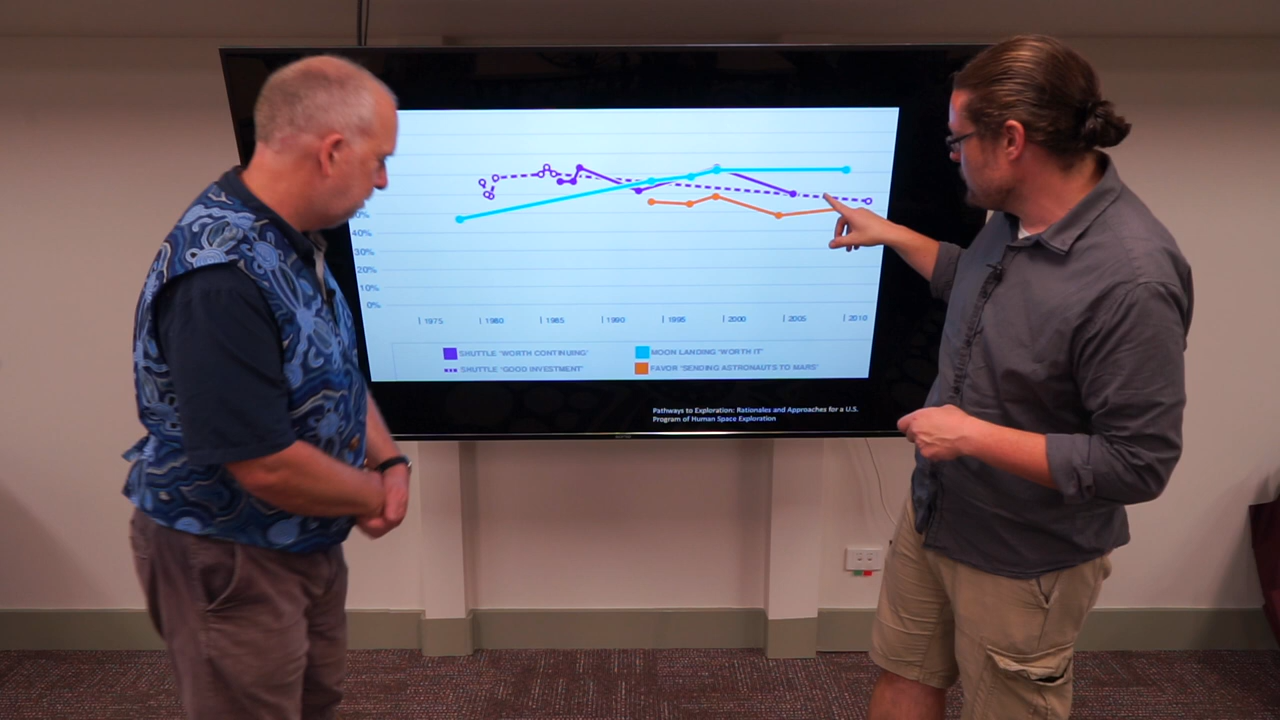 0%
40%
30%
20%
10%
0%
1975 1980 1985 1990 1995 2000 2005 2010
SHUTTLE 'WORTH CONTINUING' MOON LANDING 'WORTH IT'
SHUTTLE 'GOOD INVESTMENT' FAVOR 'SENDING ASTRONAUTS TO MARS'
Pathways to Exploration: Rationales and Approaches for a U.S.
Program of Human Space Exploration